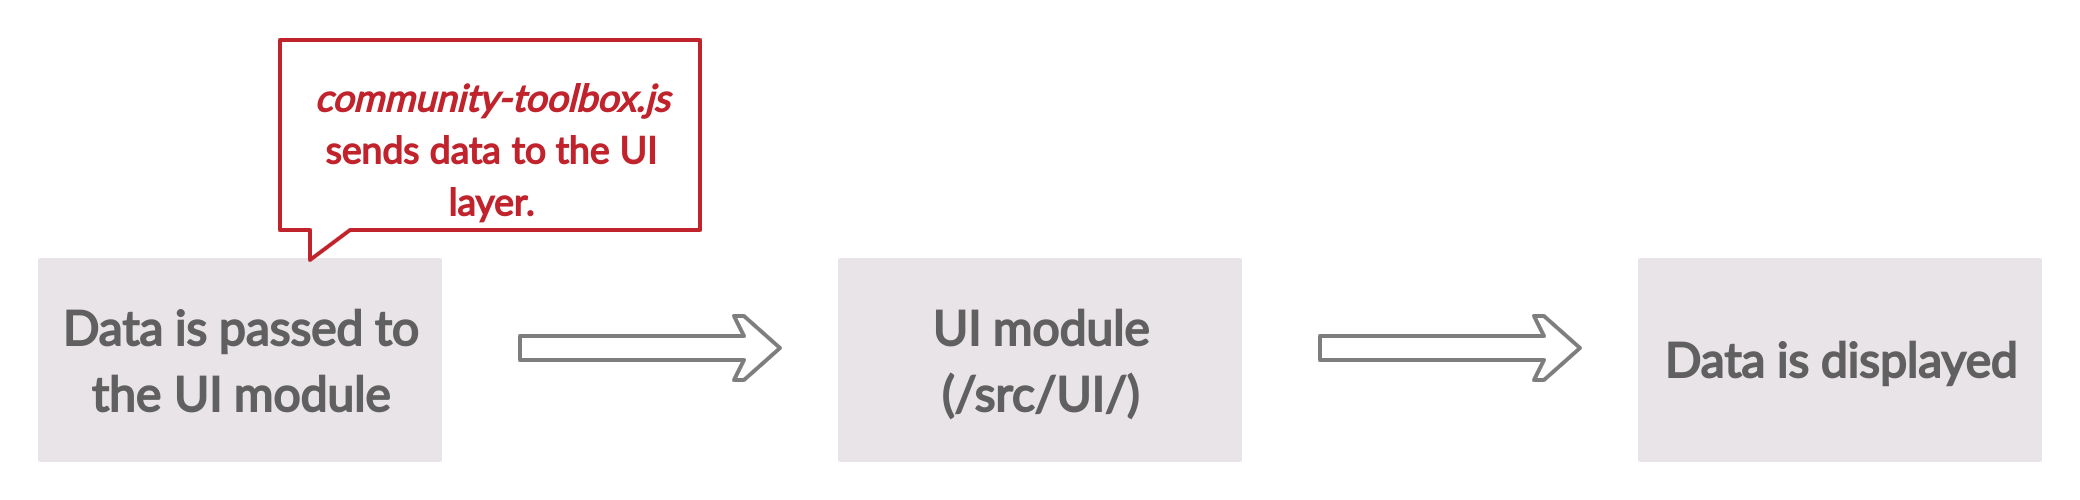 community-toolbox.js
sends data to the UI
layer.
Data is passed to
the UI module
UI module
(/src/UI/)
Data is displayed